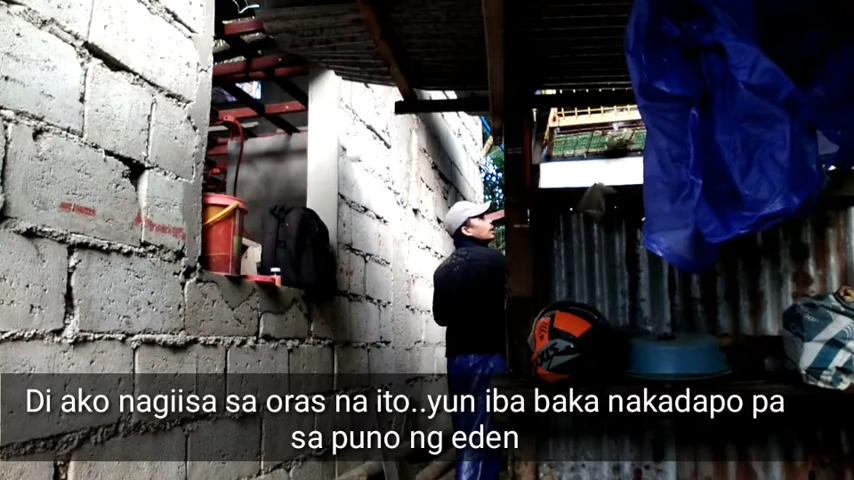 Di ako nagiisa sa oras na ito..yun iba baka nakadapo pa
sa puno ng eden